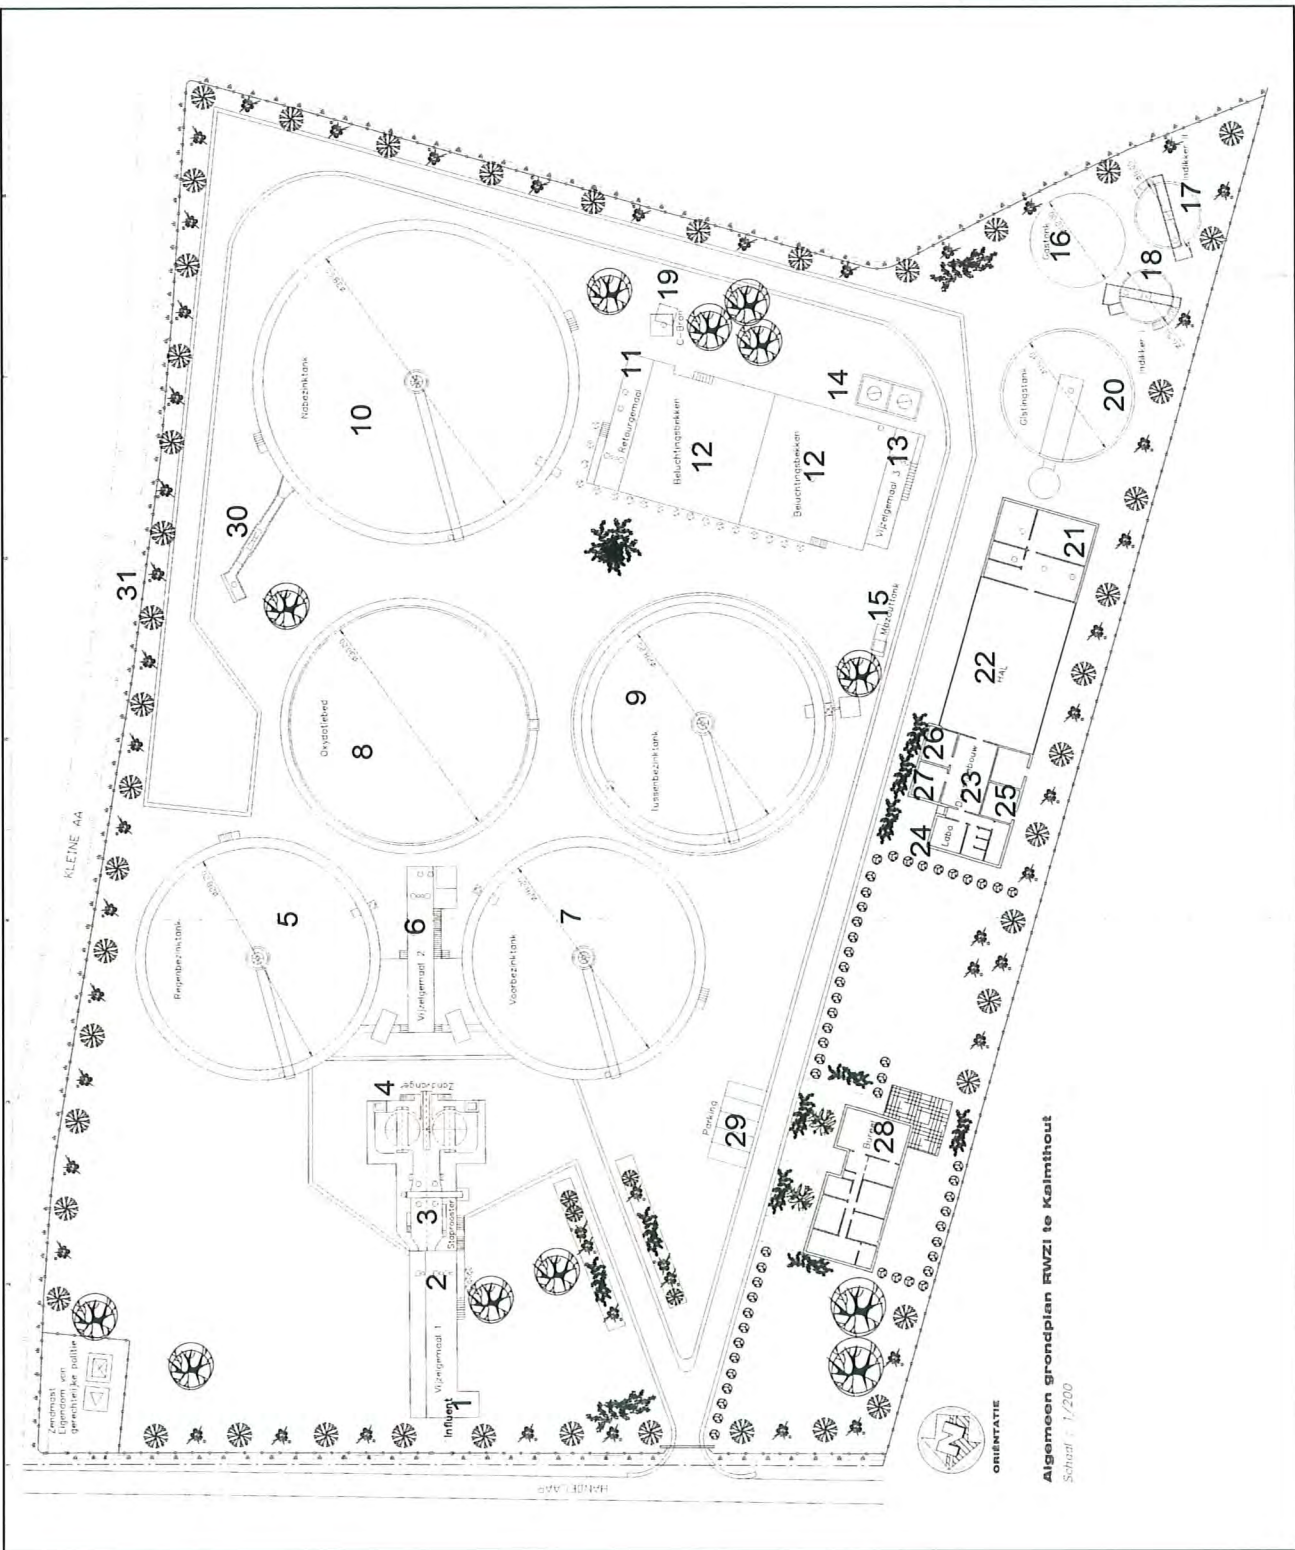 KLEINE AA
31
30
Nabezinktank
10
Oxydatiebed
8
Regenbezinktank
5
Vijzelgemaal 2
6
Voorbezinktank
7
Tussenbezinktank
9
11
Retourgemaal
19
C-Bron
Beluchtingsbekken
12
Beluchtingsbekken
12
14
13
Vijzelgemaal 3
15
Mazouttank
Gastank
16
17
Indikker II
18
Indikker I
Gistingstank
20
21
22
HAL
26
27
23
25
24
Labo
4
Zandvanger
3
Staprooster
2
Vijzelgemaal 1
Influent
1
Parking
29
Bureel
28
Zendmast
Eigendom van
gerechtelijke politie
HANDELAAR
N
ORIËNTATIE
Algemeen grondplan RWZI te Kalmthout
Schaal : 1/200